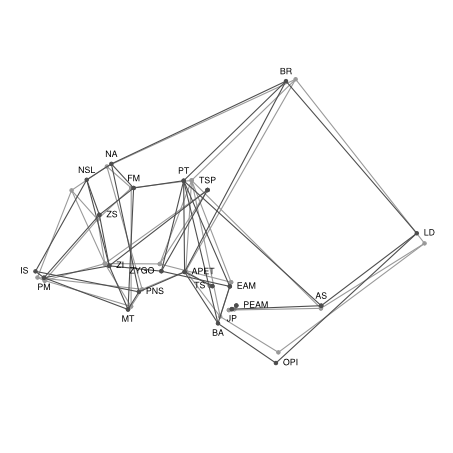 BR
NA
NSL
FM
PT
TSP
ZS
LD
IS
ZI
ZYGO
APET
PM
PNS
TS
EAM
AS
PEAM
MT
JP
BA
OPI